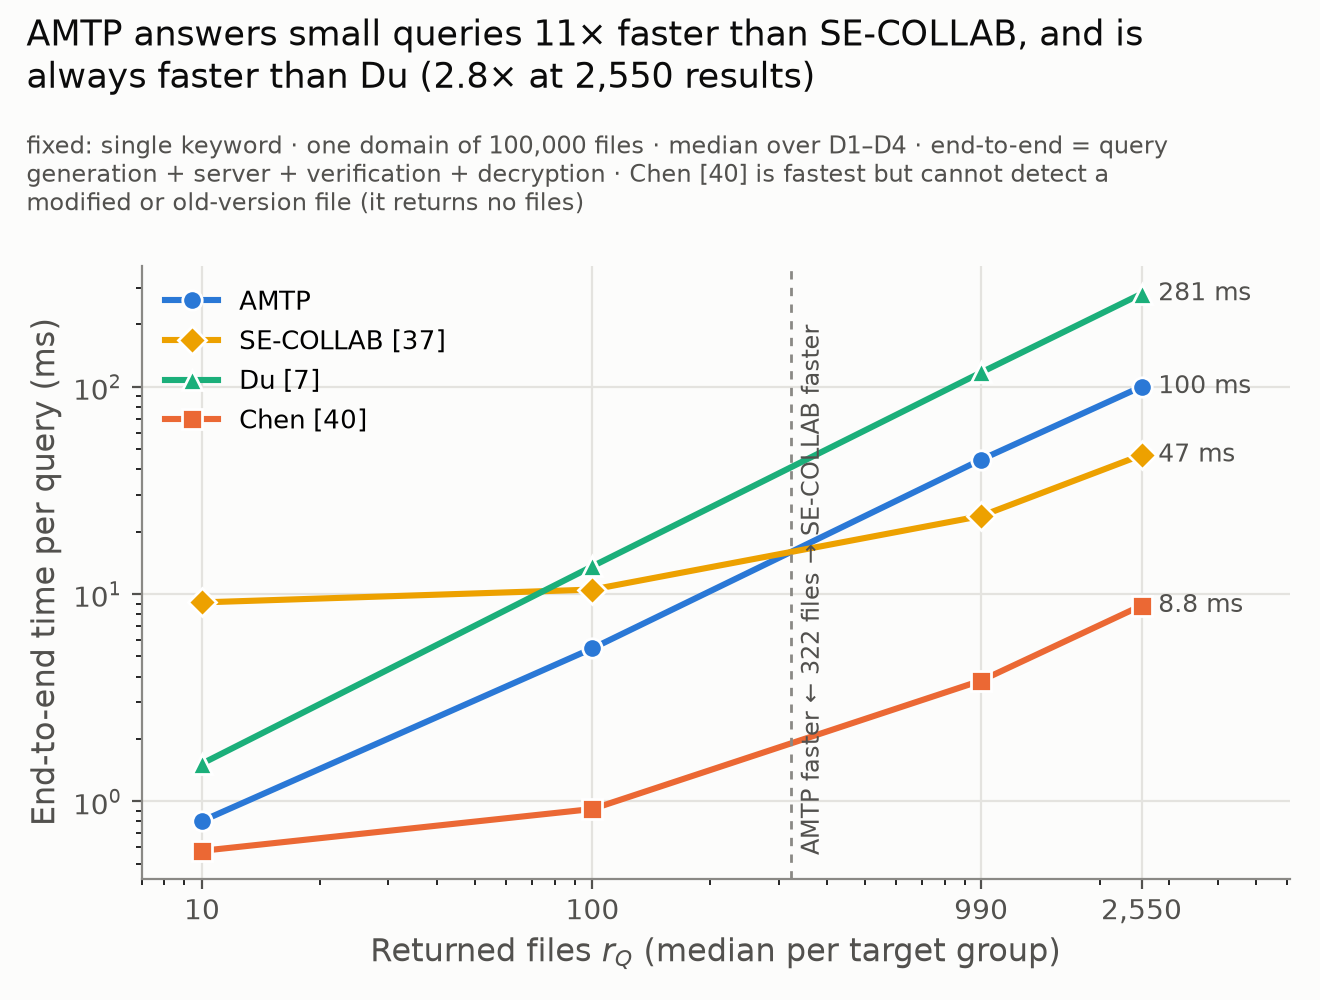 AMTP answers small queries 11× faster than SE-COLLAB, and is
always faster than Du (2.8× at 2,550 results)
fixed: single keyword · one domain of 100,000 files · median over D1–D4 · end-to-end = query
generation + server + verification + decryption · Chen [40] is fastest but cannot detect a
modified or old-version file (it returns no files)
AMTP
SE-COLLAB [37]
Du [7]
Chen [40]
End-to-end time per query (ms)
10²
10¹
10⁰
AMTP faster ← 322 files → SE-COLLAB faster
281 ms
100 ms
47 ms
8.8 ms
10
100
990
2,550
Returned files r_Q (median per target group)